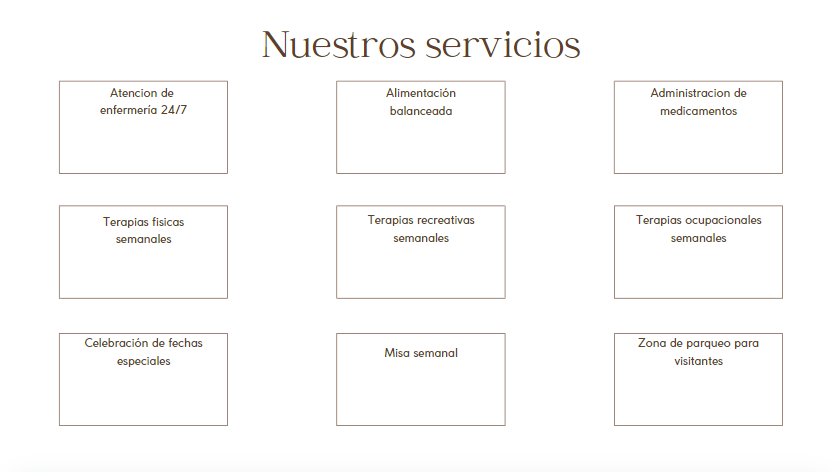 Nuestros servicios
Atencion de
enfermería 24/7
Alimentación
balanceada
Administracion de
medicamentos
Terapias fisicas
semanales
Terapias recreativas
semanales
Terapias ocupacionales
semanales
Celebración de fechas
especiales
Misa semanal
Zona de parqueo para
visitantes